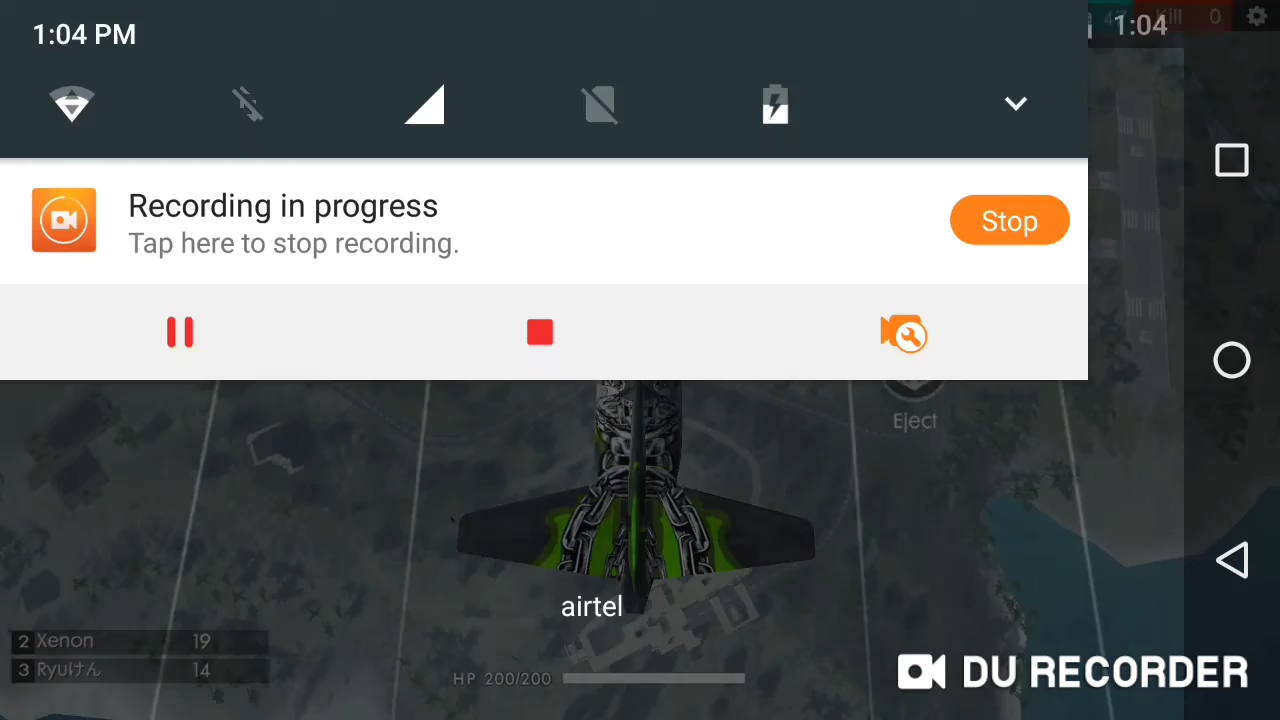 1:04 PM
1:04
Kill 0
Recording in progress
Tap here to stop recording.
Stop
Eject
airtel
2 Xenon 19
3 Ryuけん 14
HP 200/200
DU RECORDER